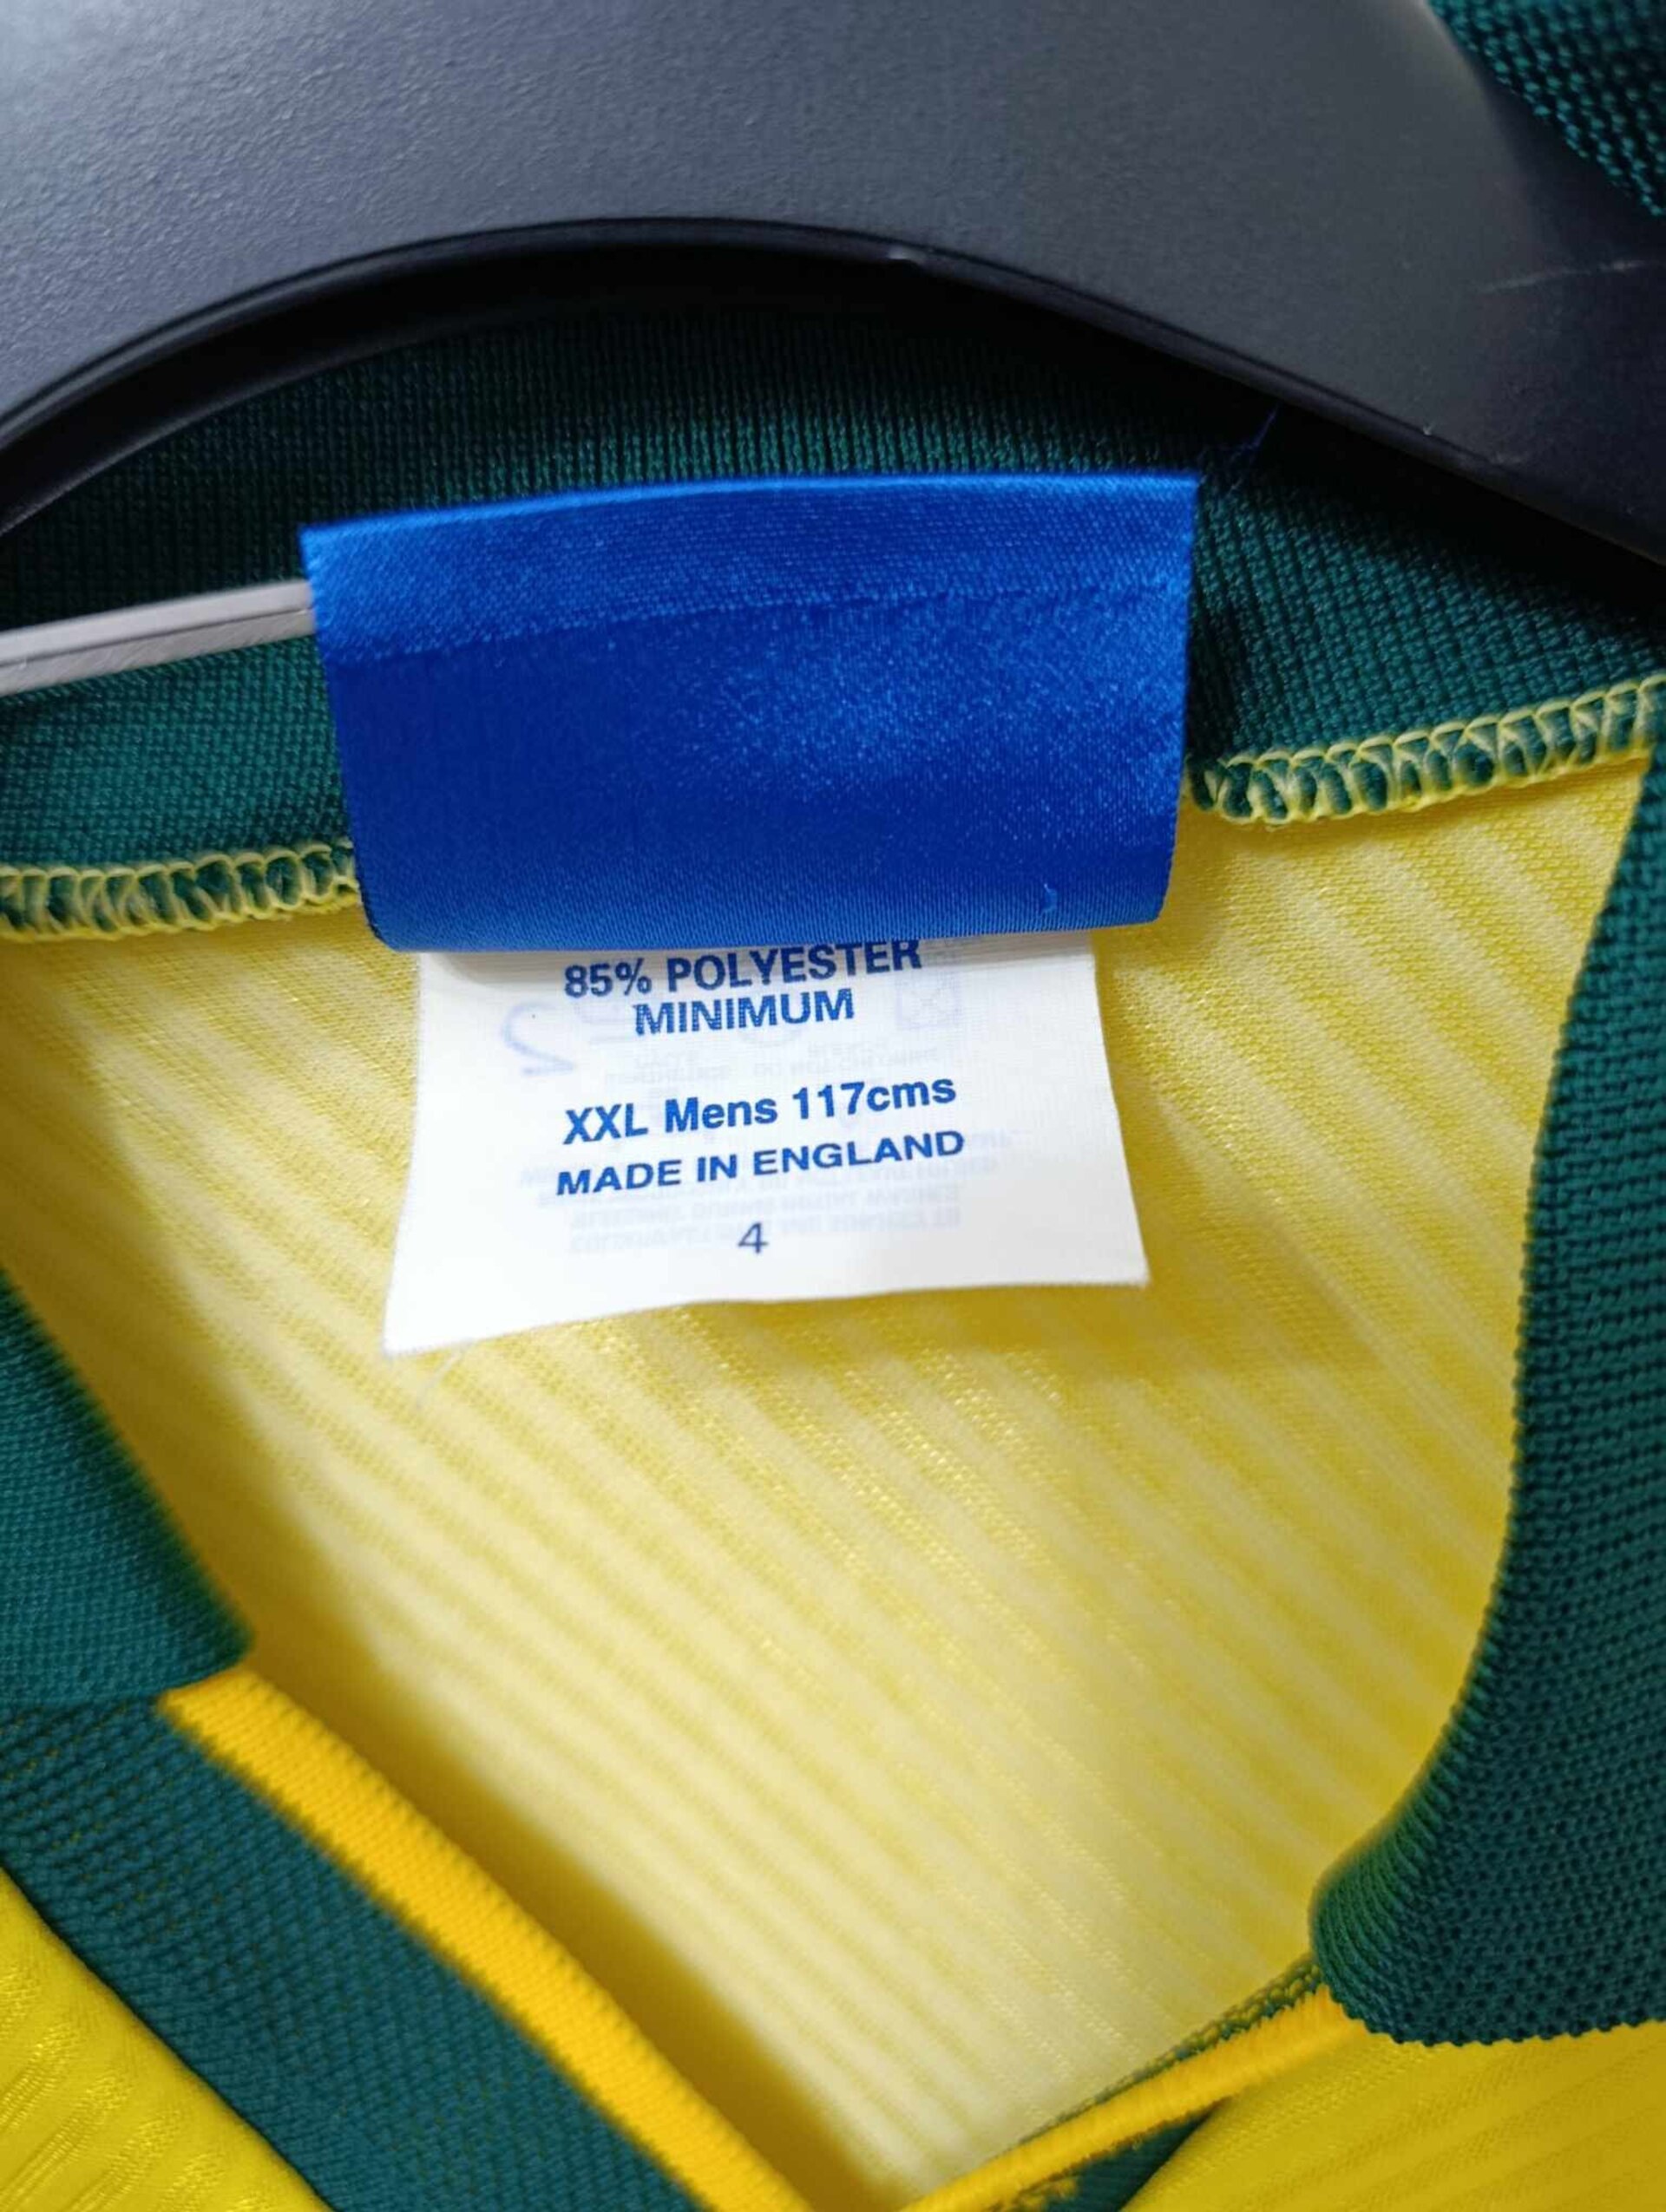 85% POLYESTER
MINIMUM
XXL Mens 117cms
MADE IN ENGLAND
4